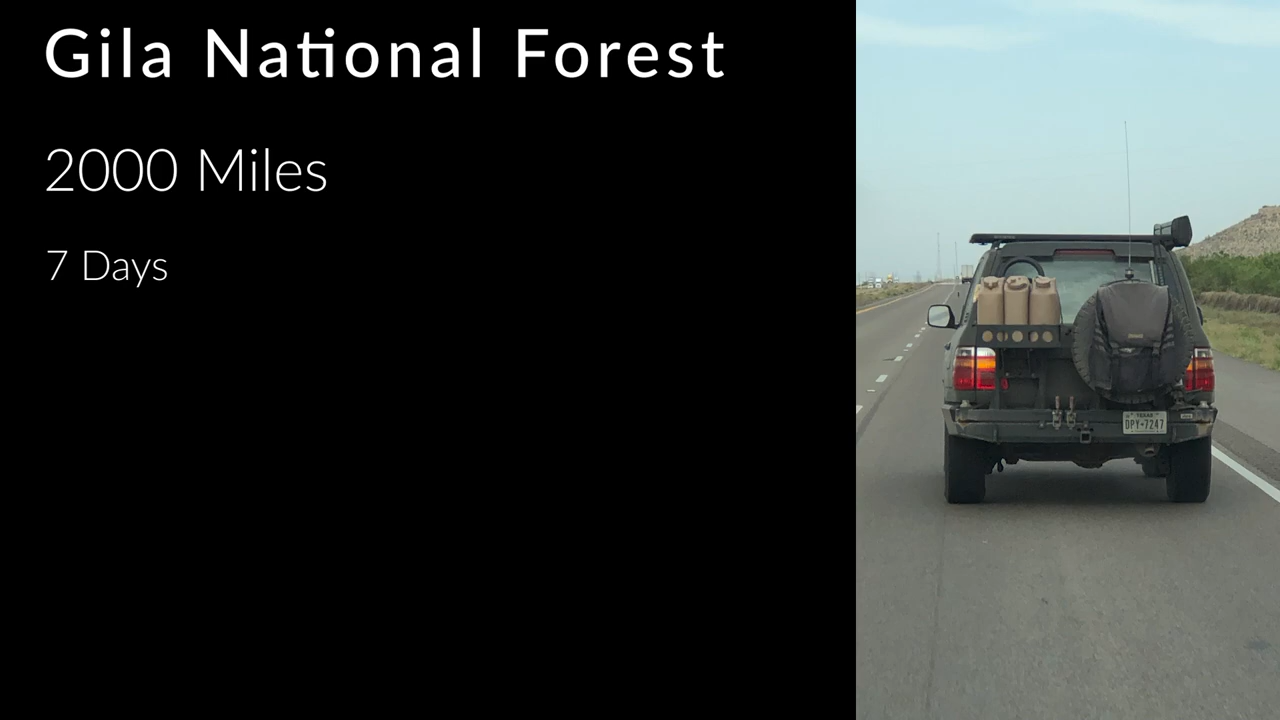 Gila National Forest
2000 Miles
7 Days
TEXAS
DPY•7247